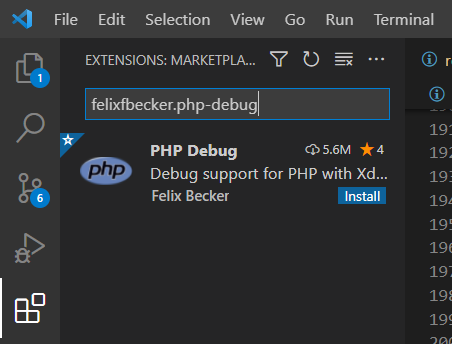 File Edit Selection View Go Run Terminal
EXTENSIONS: MARKETPLA...
felixfbecker.php-debug
PHP Debug 5.6M 4
Debug support for PHP with Xd...
Felix Becker Install
php
1
6
191
192
193
194
195
196
197
198
199